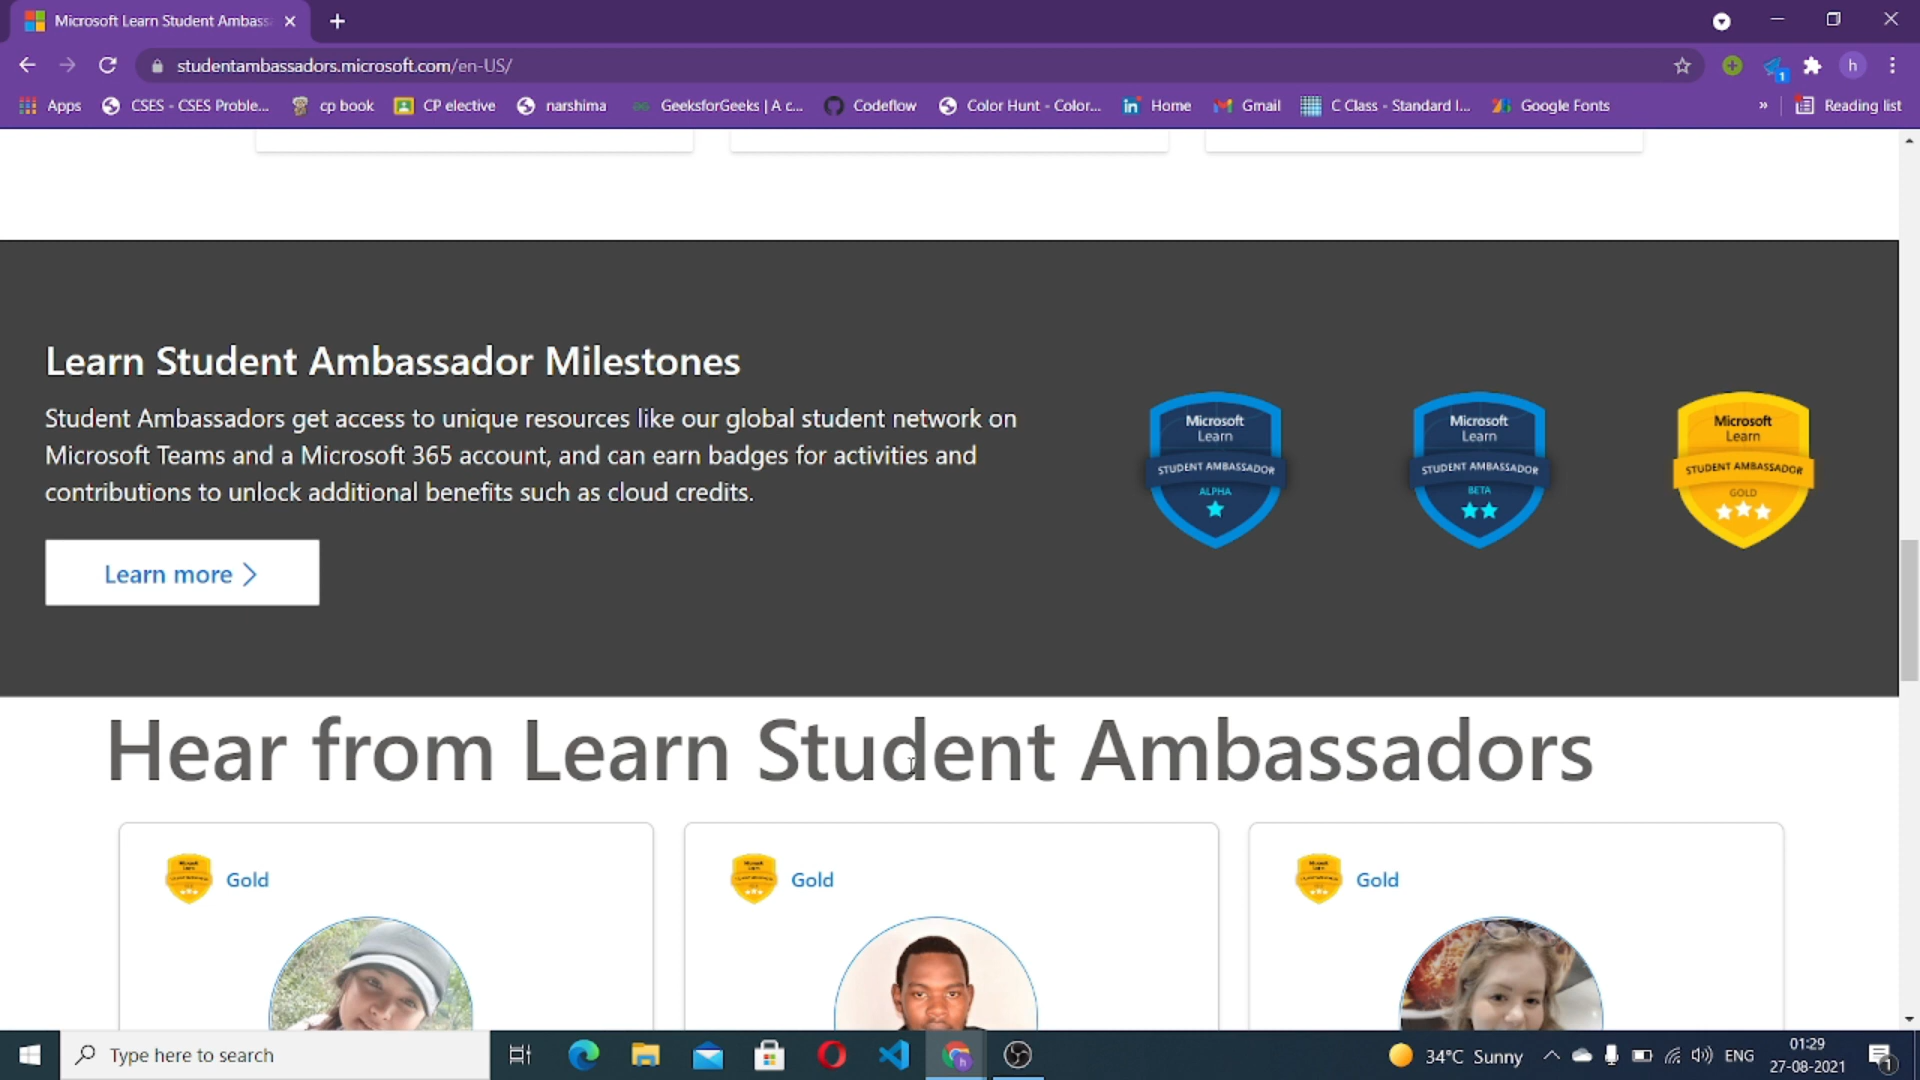 Microsoft Learn Student Ambass
studentambassadors.microsoft.com/en-US/
h
1
Apps
CSES - CSES Proble...
cp book
CP elective
narshima
GeeksforGeeks | A c...
Codeflow
Color Hunt - Color...
Home
Gmail
C Class - Standard I...
Google Fonts
»
Reading list
Learn Student Ambassador Milestones
Student Ambassadors get access to unique resources like our global student network on
Microsoft Teams and a Microsoft 365 account, and can earn badges for activities and
contributions to unlock additional benefits such as cloud credits.
Learn more
Microsoft
Learn
STUDENT AMBASSADOR
ALPHA
Microsoft
Learn
STUDENT AMBASSADOR
BETA
Microsoft
Learn
STUDENT AMBASSADOR
GOLD
Hear from Learn Student Ambassadors
Gold
Gold
Gold
Type here to search
34°C Sunny
ENG
01:29
27-08-2021
1